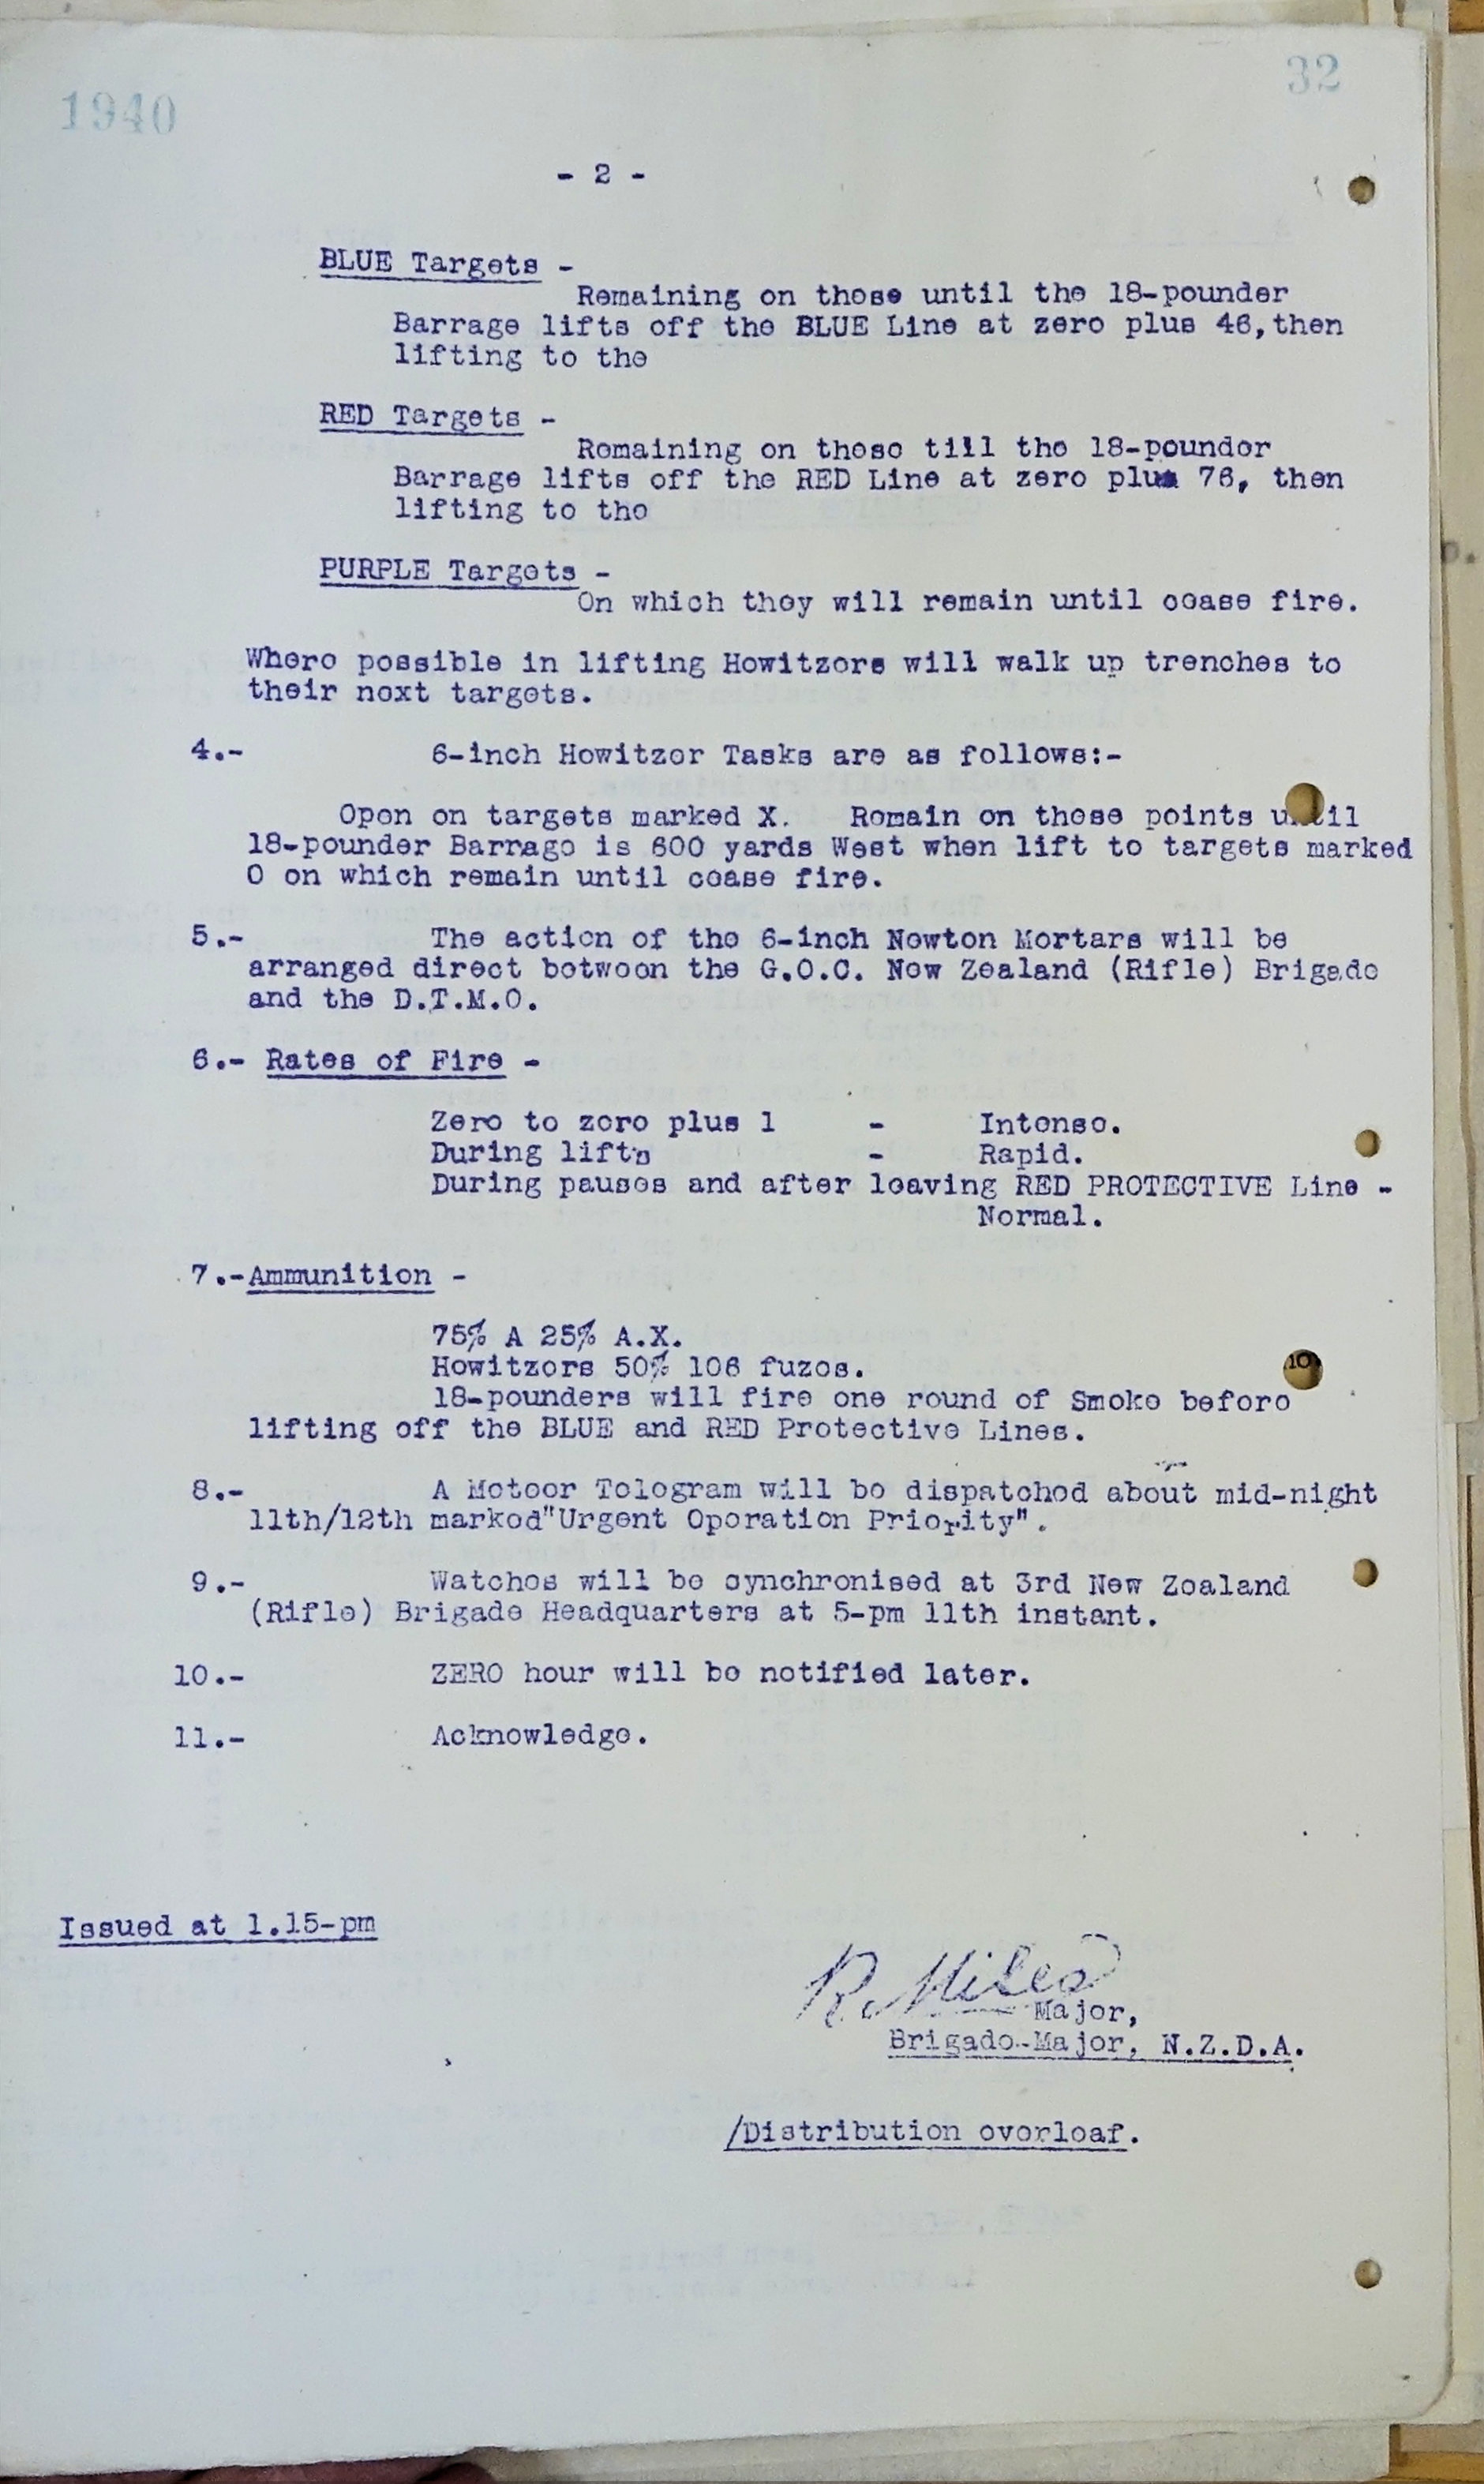 1940
32
- 2 -
BLUE Targets -
Remaining on these until the 18-pounder
Barrage lifts off the BLUE Line at zero plus 46, then
lifting to the
RED Targets -
Remaining on these till the 18-pounder
Barrage lifts off the RED Line at zero plus 76, then
lifting to the
PURPLE Targets -
On which they will remain until cease fire.
Where possible in lifting Howitzers will walk up trenches to
their next targets.
4.- 6-inch Howitzer Tasks are as follows:-
Open on targets marked X. Remain on these points until
18-pounder Barrage is 600 yards West when lift to targets marked
O on which remain until cease fire.
5.- The action of the 6-inch Newton Mortars will be
arranged direct between the G.O.C. New Zealand (Rifle) Brigade
and the D.T.M.O.
6.- Rates of Fire -
Zero to zero plus 1 - Intense.
During lifts - Rapid.
During pauses and after leaving RED PROTECTIVE Line -
Normal.
7.-Ammunition -
75% A 25% A.X.
Howitzers 50% 106 fuzes.
18-pounders will fire one round of Smoke before
10
lifting off the BLUE and RED Protective Lines.
8.- A Meteor Telegram will be dispatched about mid-night
11th/12th marked"Urgent Operation Priority".
9.- Watches will be synchronised at 3rd New Zealand
(Rifle) Brigade Headquarters at 5-pm 11th instant.
10.- ZERO hour will be notified later.
11.- Acknowledge.
Issued at 1.15-pm
R. Miles
Major,
Brigade-Major, N.Z.D.A.
/Distribution overleaf.